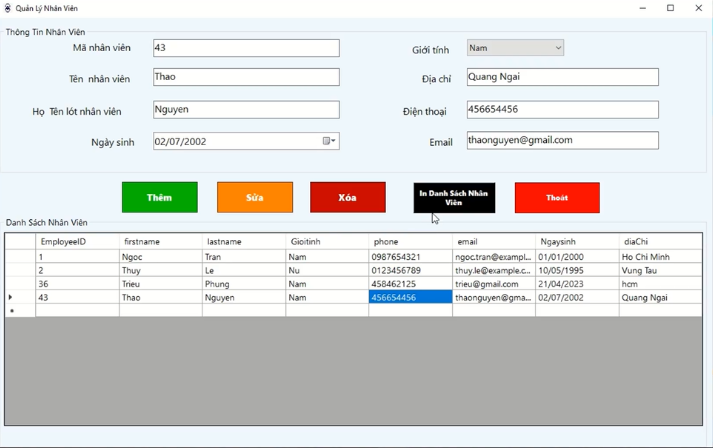 Quản Lý Nhân Viên
Thông Tin Nhân Viên
Mã nhân viên 43 Giới tính Nam
Tên nhân viên Thao Địa chỉ Quang Ngai
Họ Tên lót nhân viên Nguyen Điện thoại 456654456
Ngày sinh 02/07/2002 Email thaonguyen@gmail.com
Thêm Sửa Xóa In Danh Sách Nhân Viên Thoát
Danh Sách Nhân Viên
EmployeeID firstname lastname Gioitinh phone email Ngaysinh diaChi
1 Ngoc Tran Nam 0987654321 ngoc.tran@exampl... 01/01/2000 Ho Chi Minh
2 Thuy Le Nu 0123456789 thuy.le@example.c... 10/05/1995 Vung Tau
36 Trieu Phung Nam 458462125 trieu@gmail.com 21/04/2023 hcm
43 Thao Nguyen Nam 456654456 thaonguyen@gma... 02/07/2002 Quang Ngai